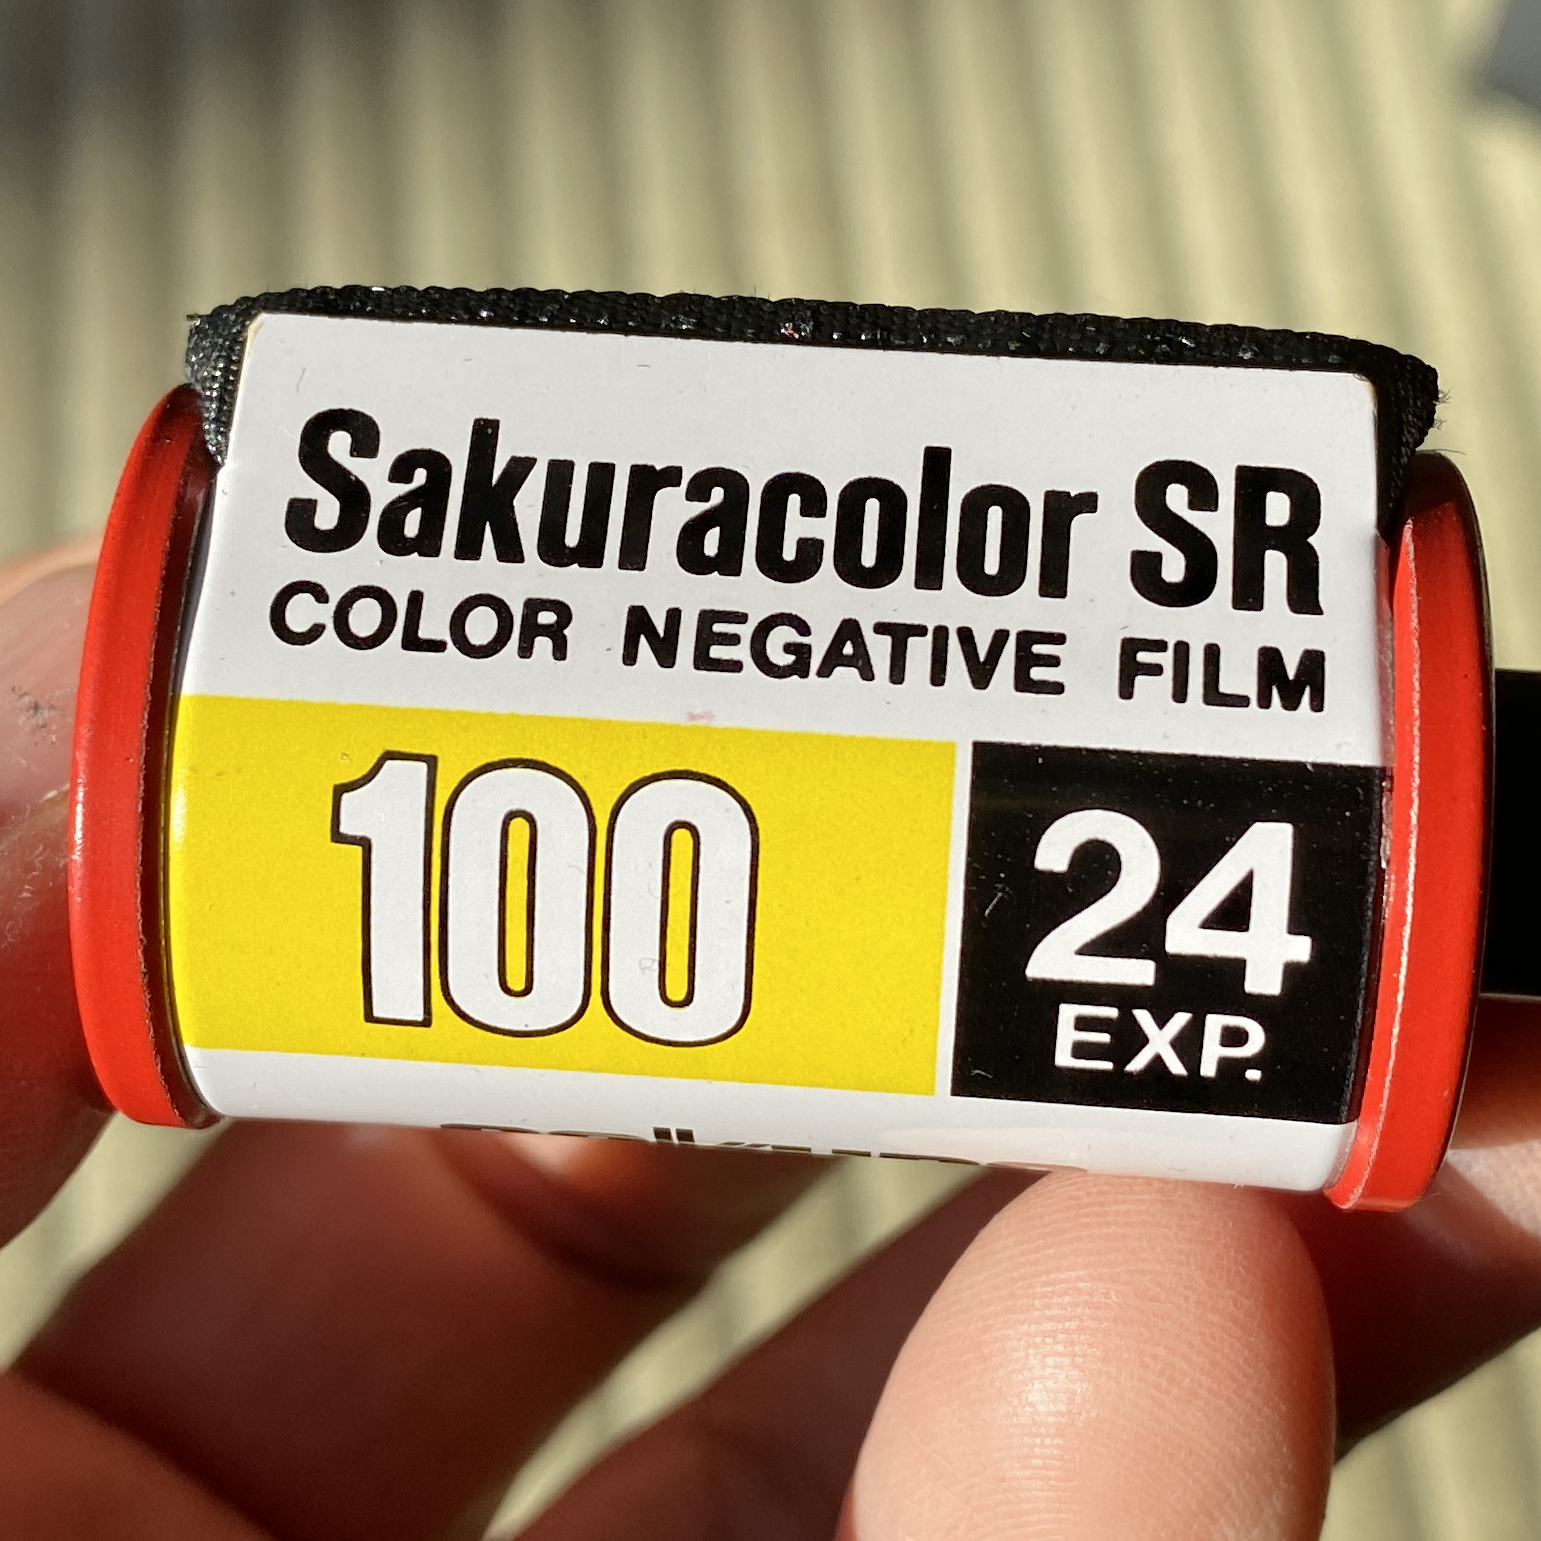 Sakuracolor SR
COLOR NEGATIVE FILM
100
24
EXP.